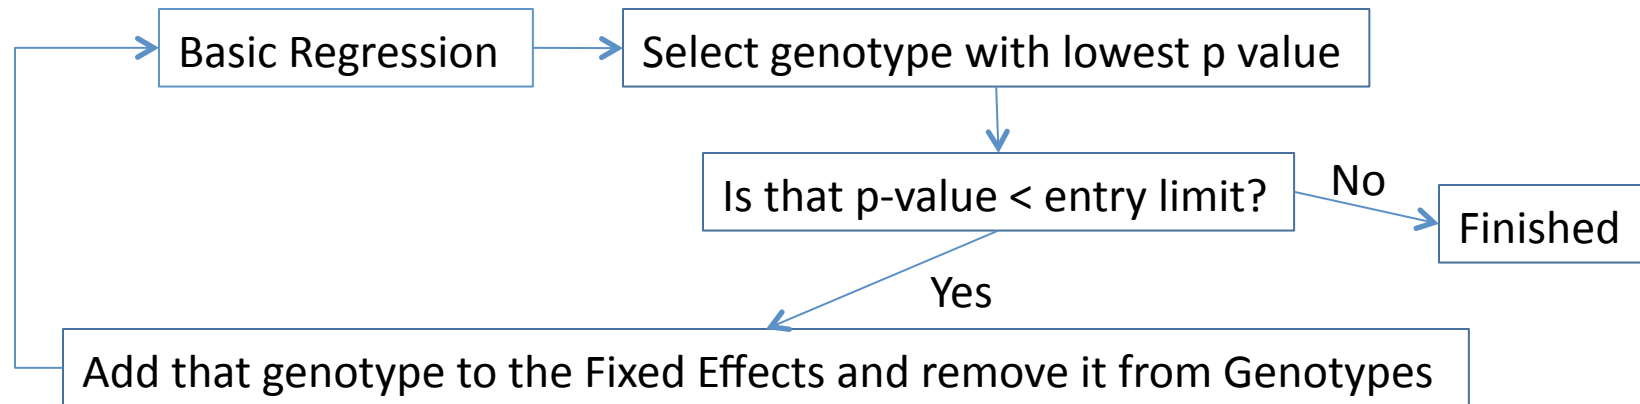 Basic Regression
Select genotype with lowest p value
Is that p-value < entry limit?
No
Finished
Yes
Add that genotype to the Fixed Effects and remove it from Genotypes